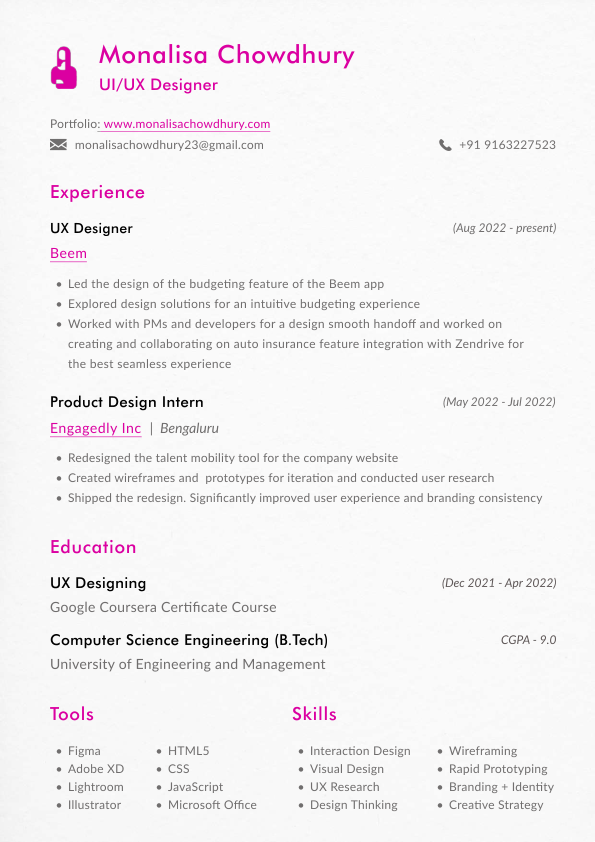 Monalisa Chowdhury
UI/UX Designer
Portfolio: www.monalisachowdhury.com
monalisachowdhury23@gmail.com
+91 9163227523
Experience
UX Designer
(Aug 2022 - present)
Beem
• Led the design of the budgeting feature of the Beem app
• Explored design solutions for an intuitive budgeting experience
• Worked with PMs and developers for a design smooth handoff and worked on
creating and collaborating on auto insurance feature integration with Zendrive for
the best seamless experience
Product Design Intern
(May 2022 - Jul 2022)
Engagedly Inc | Bengaluru
• Redesigned the talent mobility tool for the company website
• Created wireframes and prototypes for iteration and conducted user research
• Shipped the redesign. Significantly improved user experience and branding consistency
Education
UX Designing
(Dec 2021 - Apr 2022)
Google Coursera Certificate Course
Computer Science Engineering (B.Tech)
CGPA - 9.0
University of Engineering and Management
Tools
• Figma
• Adobe XD
• Lightroom
• Illustrator
• HTML5
• CSS
• JavaScript
• Microsoft Office
Skills
• Interaction Design
• Visual Design
• UX Research
• Design Thinking
• Wireframing
• Rapid Prototyping
• Branding + Identity
• Creative Strategy